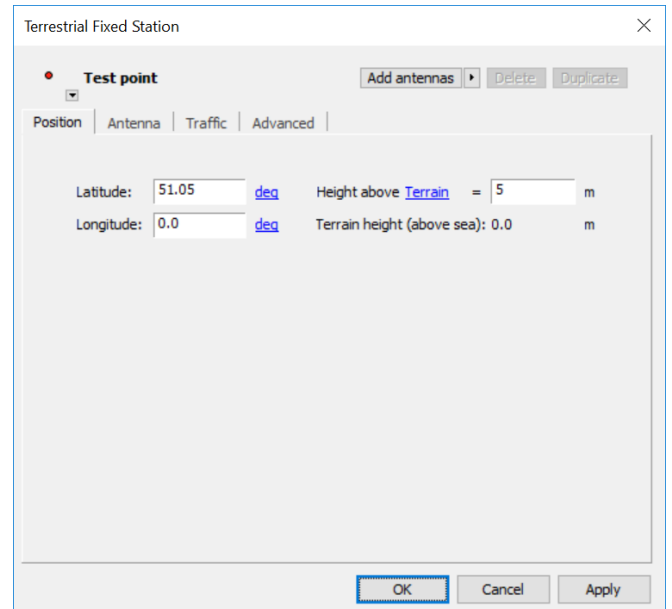 Terrestrial Fixed Station
Test point Add antennas Delete Duplicate
Position Antenna Traffic Advanced
Latitude: 51.05 deg Height above Terrain = 5 m
Longitude: 0.0 deg Terrain height (above sea): 0.0 m
OK Cancel Apply